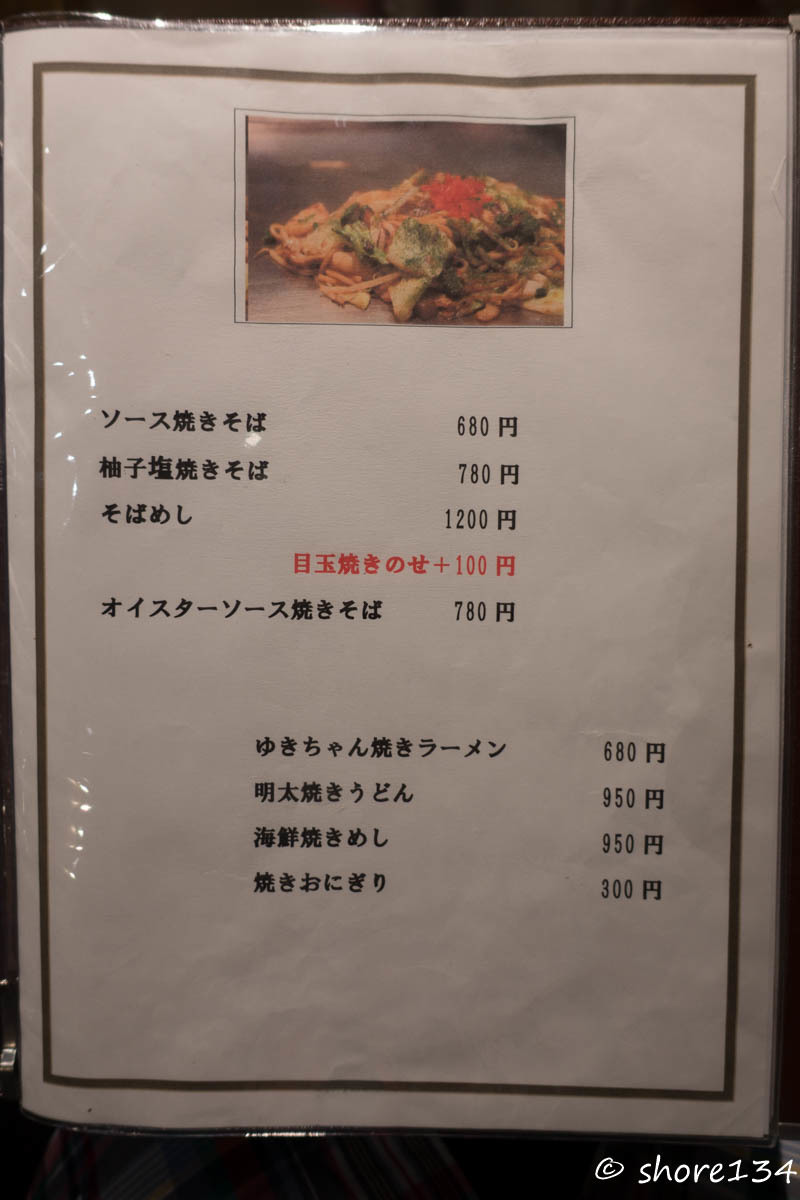 ソース焼きそば 680円
柚子塩焼きそば 780円
そばめし 1200円
目玉焼きのせ＋100円
オイスターソース焼きそば 780円
ゆきちゃん焼きラーメン 680円
明太焼きうどん 950円
海鮮焼きめし 950円
焼きおにぎり 300円
© shore134